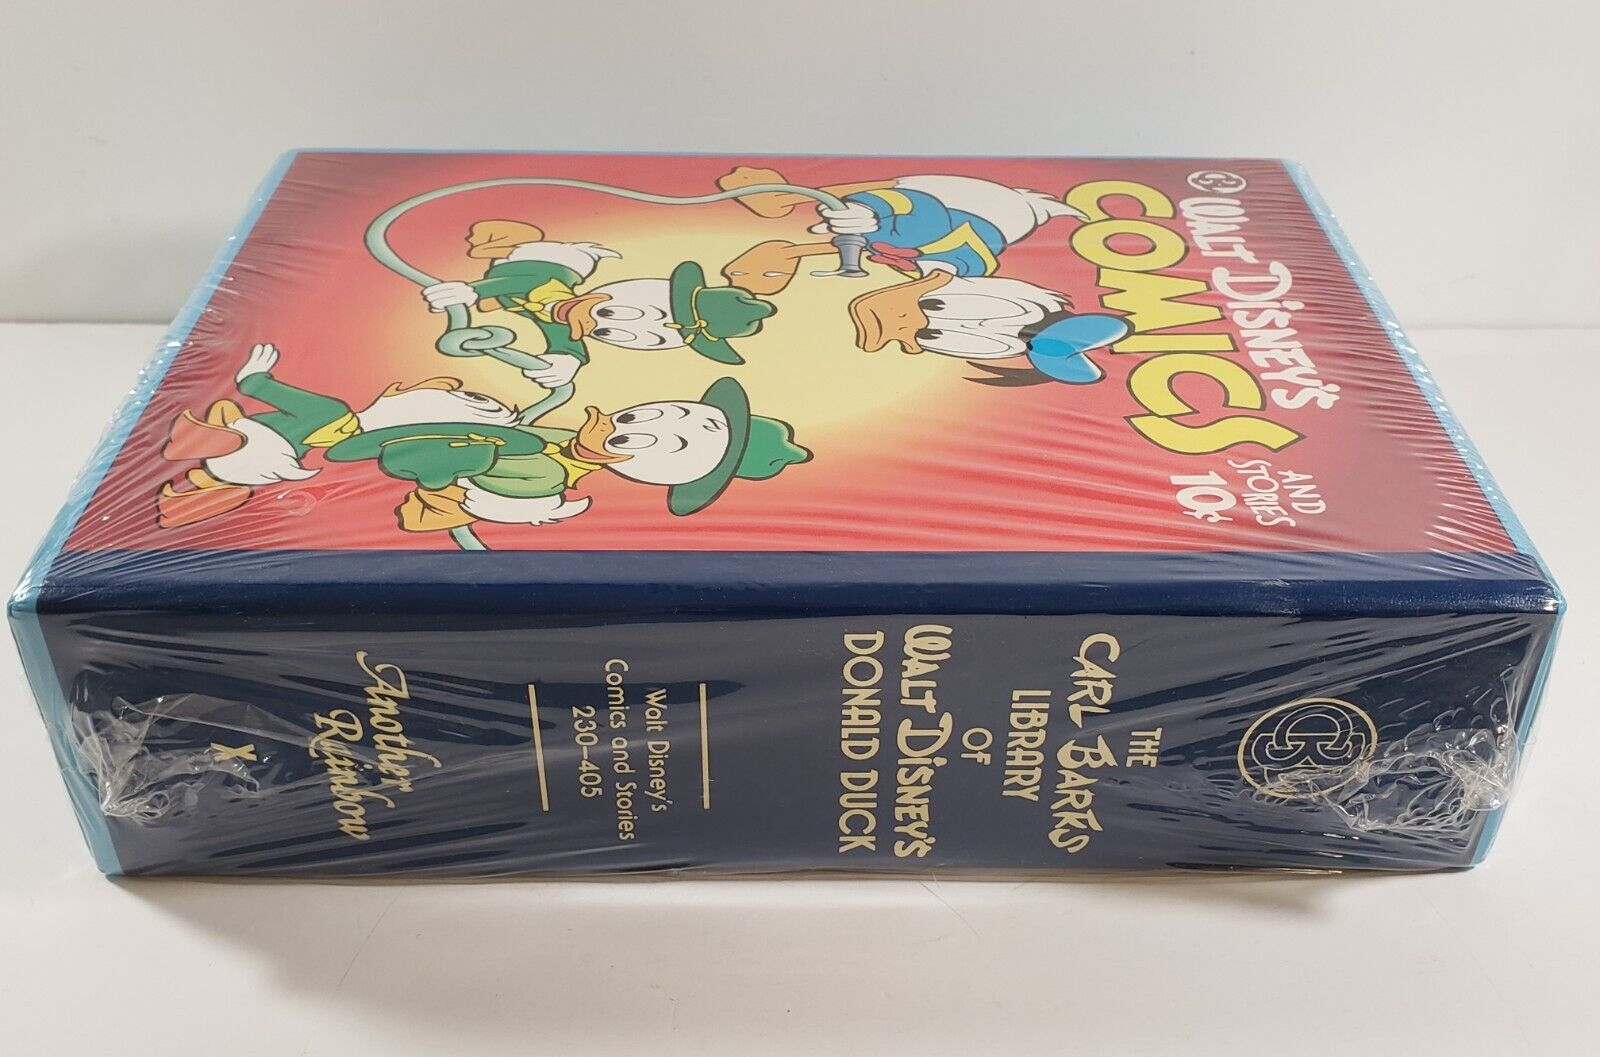 WALT DISNEY'S
COMICS
AND
STORIES
10¢
THE
CARL BARKS
LIBRARY
OF
WALT DISNEY'S
DONALD DUCK
Walt Disney's
Comics and Stories
230–405
Another
Rainbow
X